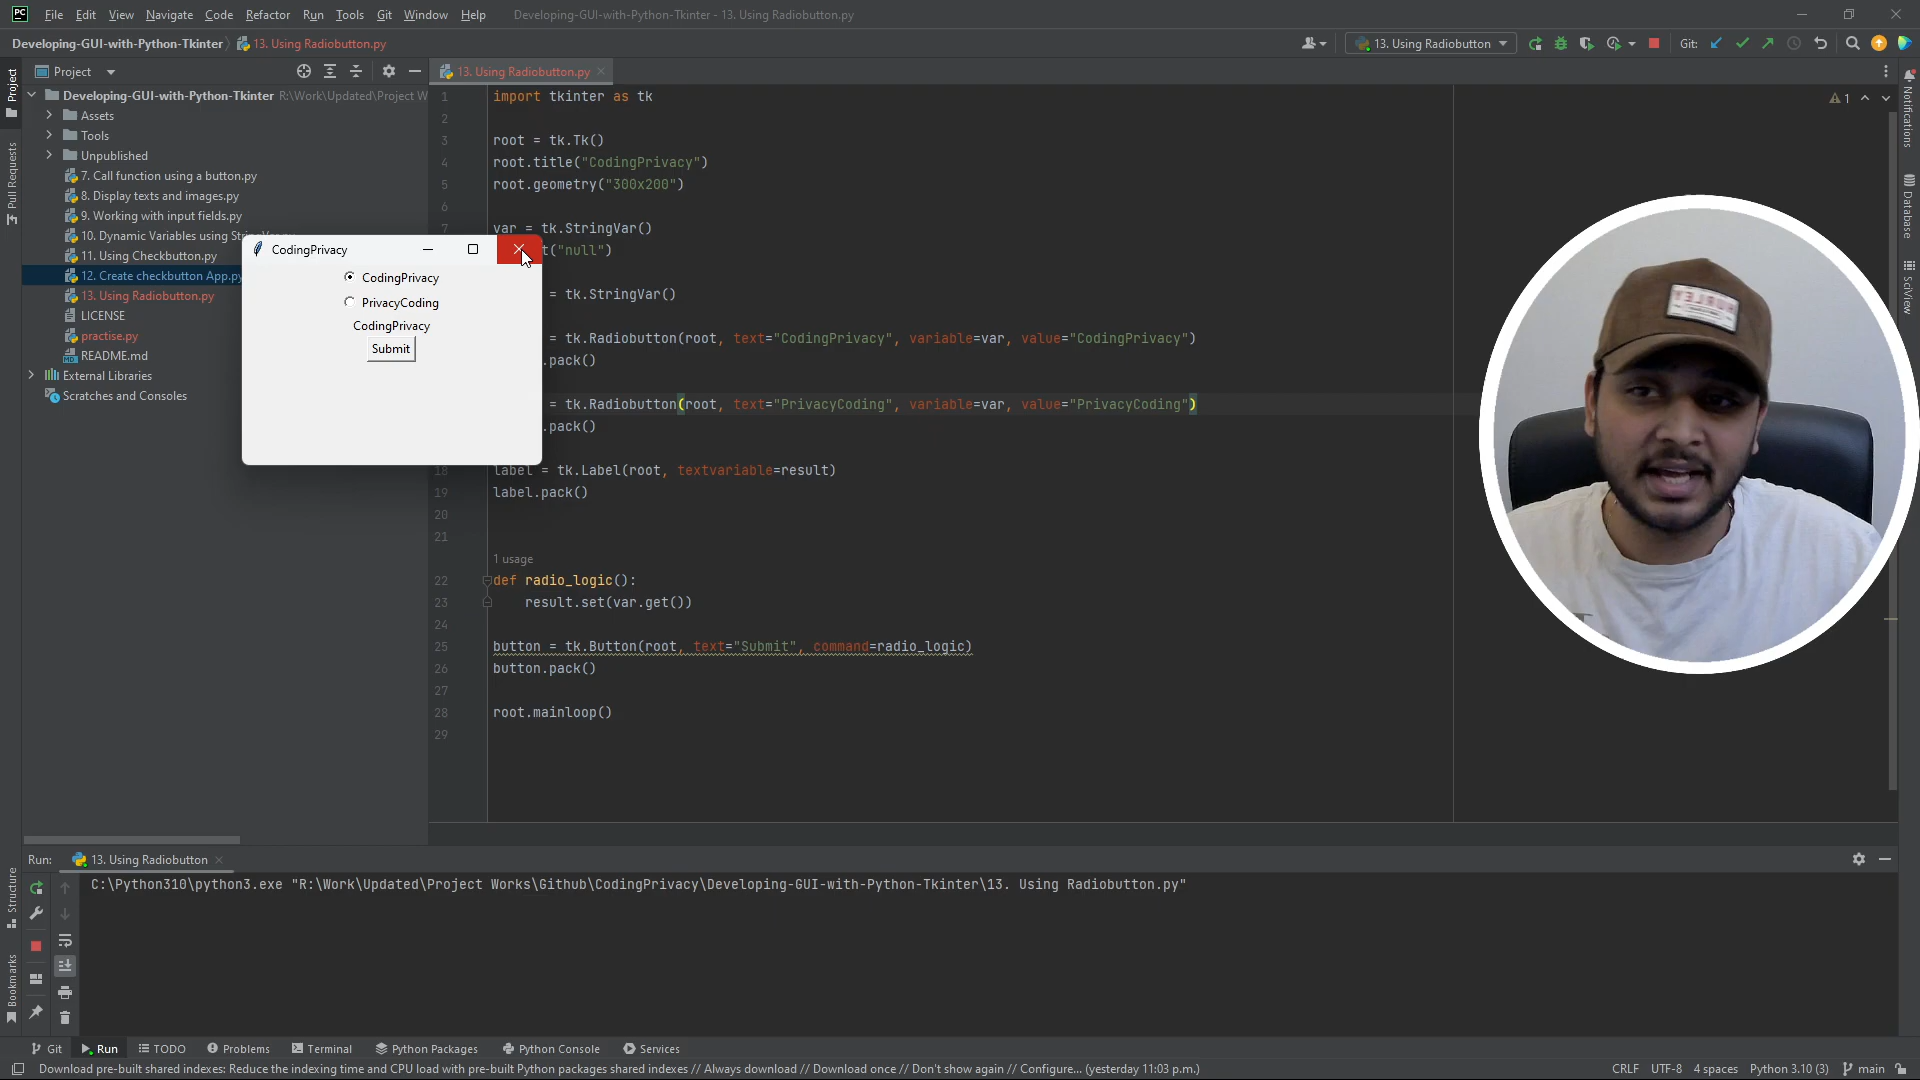 PC File Edit View Navigate Code Refactor Run Tools Git Window Help Developing-GUI-with-Python-Tkinter - 13. Using Radiobutton.py
Developing-GUI-with-Python-Tkinter 13. Using Radiobutton.py 13. Using Radiobutton Git:
Project
Project
13. Using Radiobutton.py
Developing-GUI-with-Python-Tkinter R:\Work\Updated\Project W
Assets
Tools
Unpublished
7. Call function using a button.py
8. Display texts and images.py
9. Working with input fields.py
10. Dynamic Variables using
11. Using Checkbutton.py
12. Create checkbutton App.py
13. Using Radiobutton.py
LICENSE
practise.py
README.md
External Libraries
Scratches and Consoles
Pull Requests
CodingPrivacy
CodingPrivacy
PrivacyCoding
CodingPrivacy
Submit
1 import tkinter as tk
2
3 root = tk.Tk()
4 root.title("CodingPrivacy")
5 root.geometry("300x200")
6
7 var = tk.StringVar()
t("null")
= tk.StringVar()
= tk.Radiobutton(root, text="CodingPrivacy", variable=var, value="CodingPrivacy")
.pack()
= tk.Radiobutton(root, text="PrivacyCoding", variable=var, value="PrivacyCoding")
.pack()
18 label = tk.Label(root, textvariable=result)
19 label.pack()
20
21
1 usage
22 def radio_logic():
23 result.set(var.get())
24
25 button = tk.Button(root, text="Submit", command=radio_logic)
26 button.pack()
27
28 root.mainloop()
29
1
Notifications
Database
SciView
Run: 13. Using Radiobutton
C:\Python310\python3.exe "R:\Work\Updated\Project Works\Github\CodingPrivacy\Developing-GUI-with-Python-Tkinter\13. Using Radiobutton.py"
Structure
Bookmarks
Git Run TODO Problems Terminal Python Packages Python Console Services
Download pre-built shared indexes: Reduce the indexing time and CPU load with pre-built Python packages shared indexes // Always download // Download once // Don't show again // Configure... (yesterday 11:03 p.m.) CRLF UTF-8 4 spaces Python 3.10 (3) main